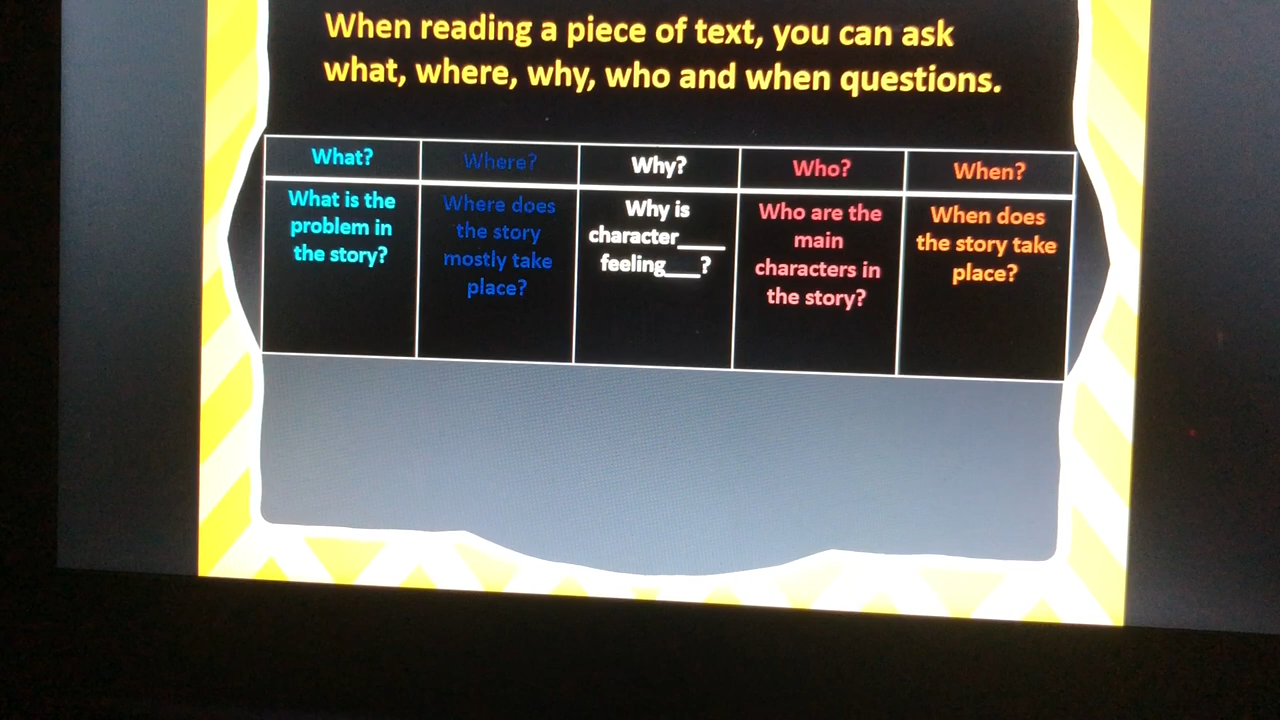 When reading a piece of text, you can ask
what, where, why, who and when questions.
What?
Where?
Why?
Who?
When?
What is the
problem in
the story?
Where does
the story
mostly take
place?
Why is
character____
feeling___?
Who are the
main
characters in
the story?
When does
the story take
place?